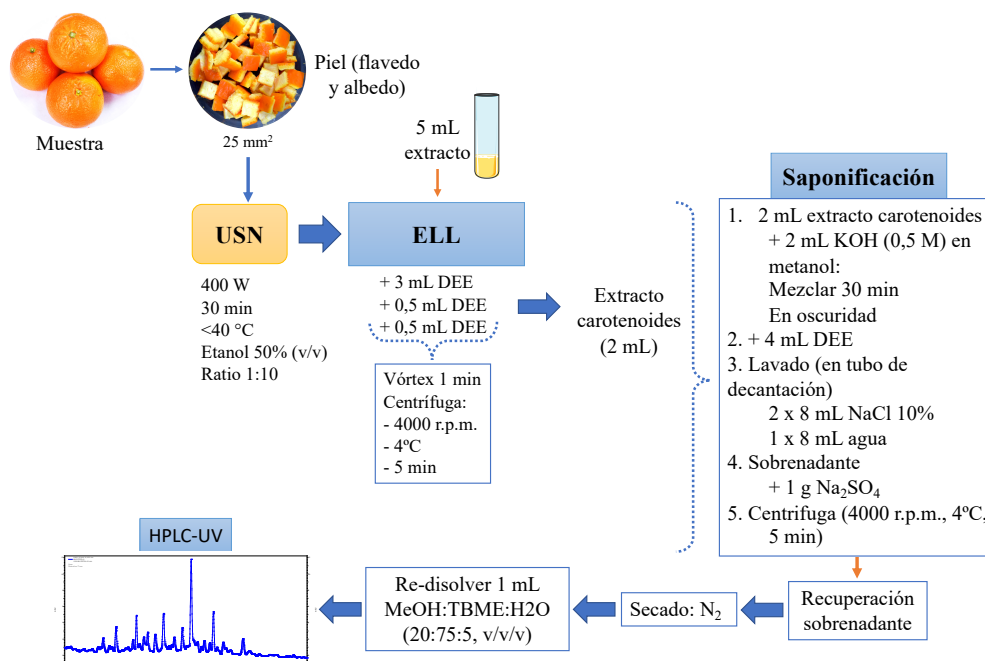 Muestra
25 mm²
Piel (flavedo
y albedo)
5 mL
extracto
USN
400 W
30 min
<40 °C
Etanol 50% (v/v)
Ratio 1:10
ELL
+ 3 mL DEE
+ 0,5 mL DEE
+ 0,5 mL DEE
Vórtex 1 min
Centrífuga:
- 4000 r.p.m.
- 4ºC
- 5 min
Extracto
carotenoides
(2 mL)
Saponificación
1. 2 mL extracto carotenoides
+ 2 mL KOH (0,5 M) en
metanol:
Mezclar 30 min
En oscuridad
2. + 4 mL DEE
3. Lavado (en tubo de
decantación)
2 x 8 mL NaCl 10%
1 x 8 mL agua
4. Sobrenadante
+ 1 g Na₂SO₄
5. Centrifuga (4000 r.p.m., 4ºC,
5 min)
Recuperación
sobrenadante
Secado: N₂
Re-disolver 1 mL
MeOH:TBME:H2O
(20:75:5, v/v/v)
HPLC-UV